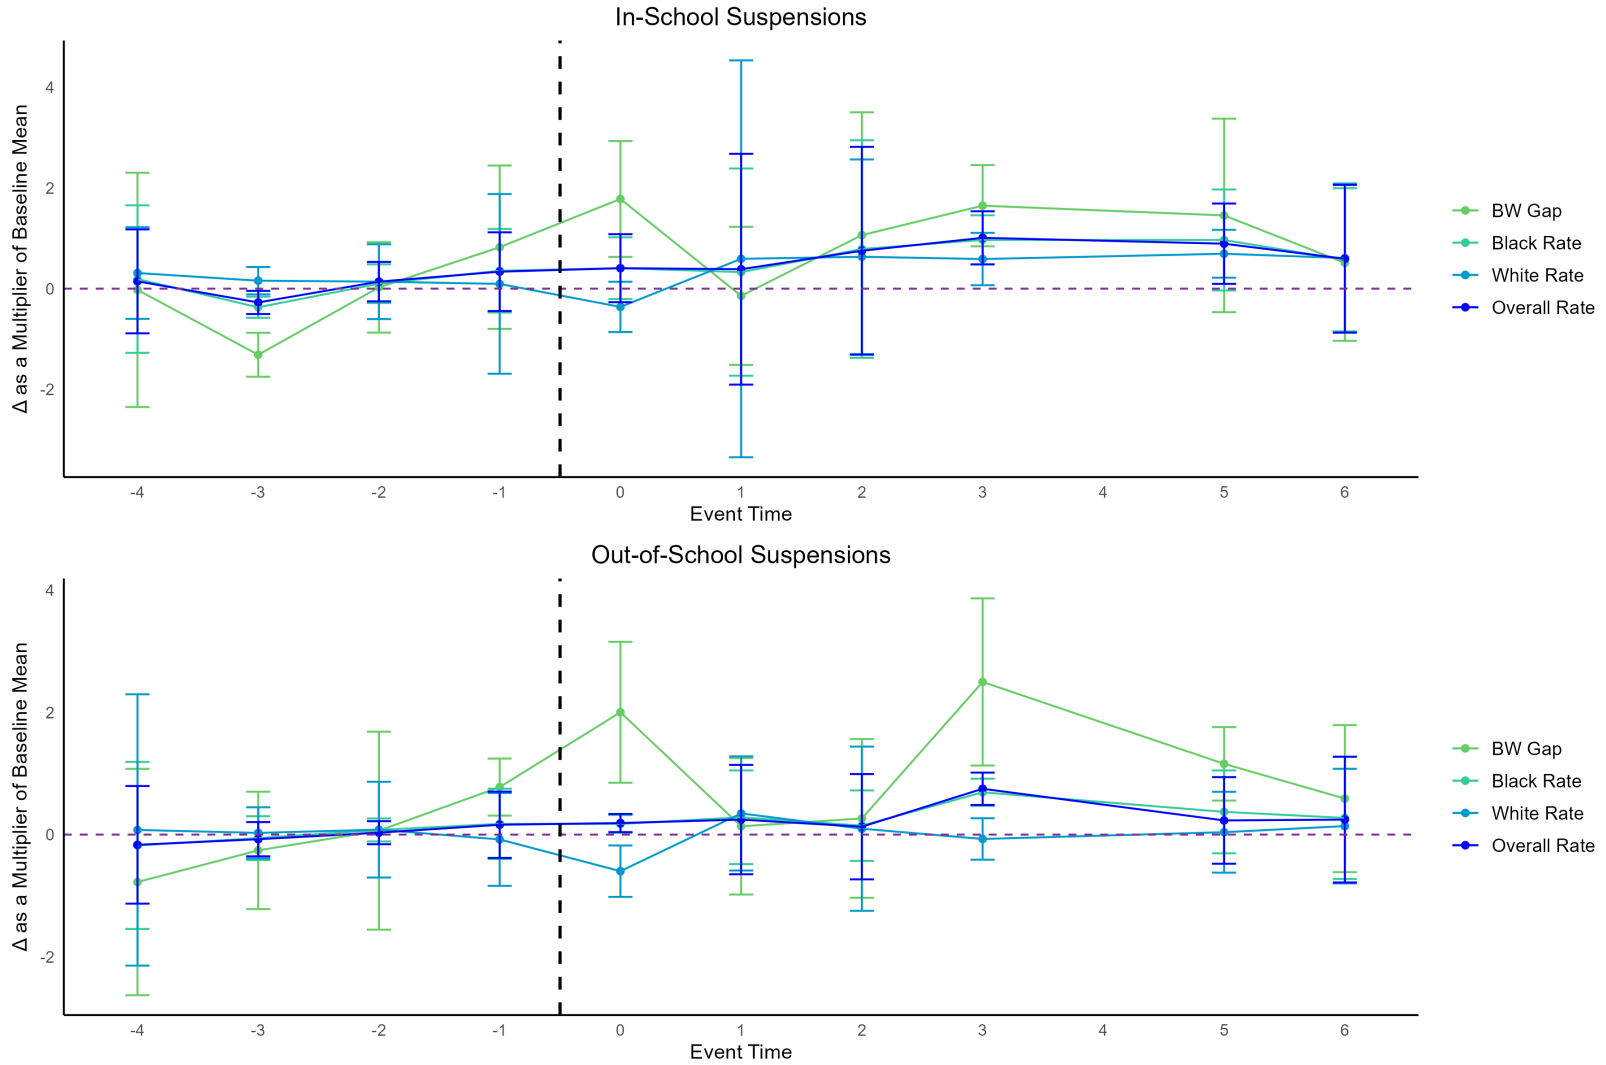 In-School Suspensions
Δ as a Multiplier of Baseline Mean
4
2
0
-2
-4 -3 -2 -1 0 1 2 3 4 5 6
Event Time
BW Gap
Black Rate
White Rate
Overall Rate
Out-of-School Suspensions
Δ as a Multiplier of Baseline Mean
4
2
0
-2
-4 -3 -2 -1 0 1 2 3 4 5 6
Event Time
BW Gap
Black Rate
White Rate
Overall Rate